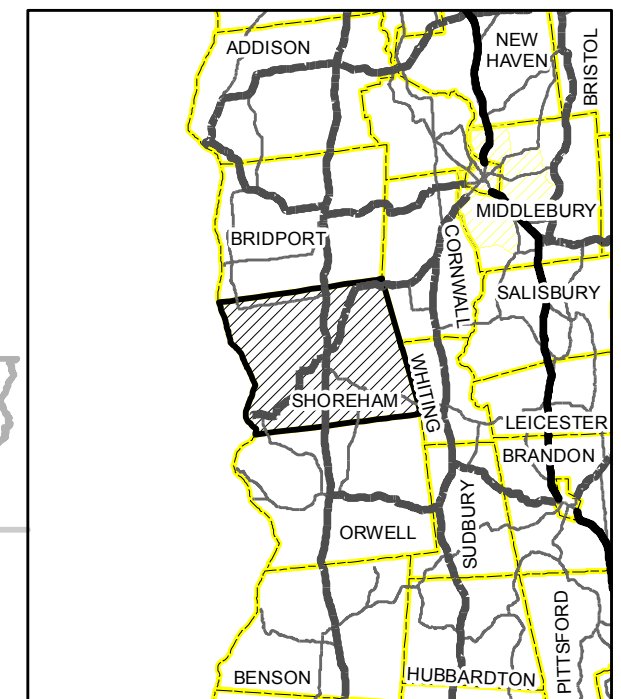 ADDISON
NEW
HAVEN
BRISTOL
MIDDLEBURY
BRIDPORT
CORNWALL
SALISBURY
WHITING
SHOREHAM
LEICESTER
BRANDON
SUDBURY
ORWELL
PITTSFORD
BENSON
HUBBARDTON